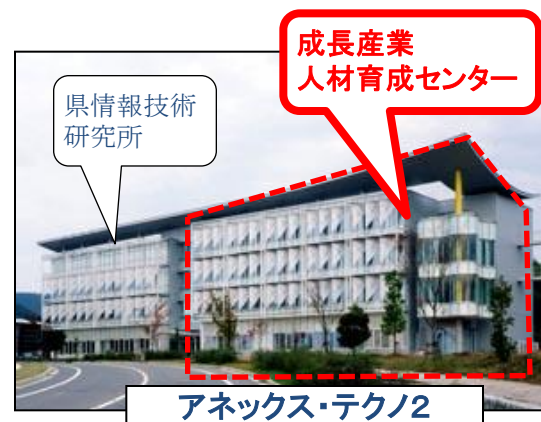 成長産業
人材育成センター
県情報技術
研究所
アネックス・テクノ2